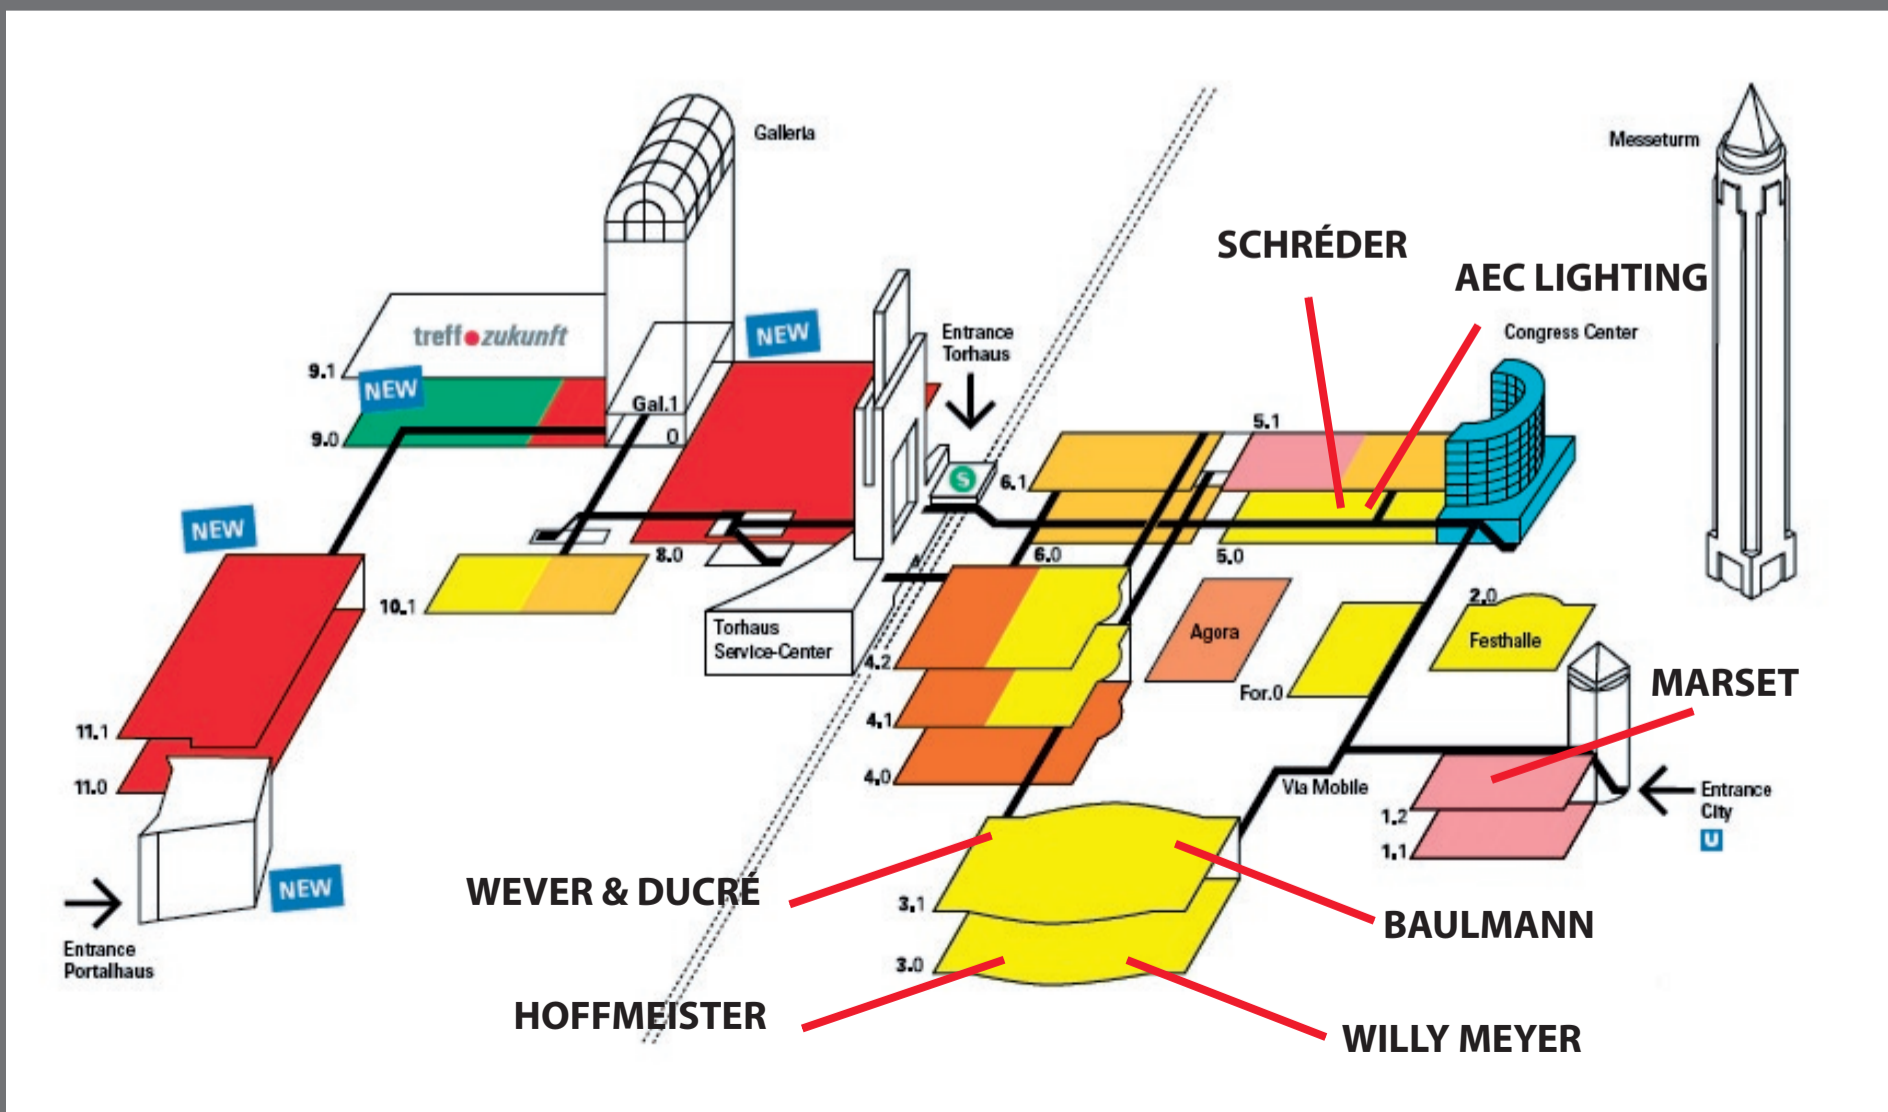 Galleria
Messeturm
SCHRÉDER
AEC LIGHTING
Congress Center
treff zukunft
NEW
Entrance
Torhaus
9.1
NEW
Gal.1
0
9.0
5.1
S
6.1
NEW
8.0
6.0
5.0
10.1
2.0
Torhaus
Service-Center
Agora
Festhalle
4.2
For.0
MARSET
11.1
4.1
11.0
4.0
Via Mobile
Entrance
City
U
1.2
1.1
NEW
WEVER & DUCRÉ
3.1
BAULMANN
Entrance
Portalhaus
3.0
HOFFMEISTER
WILLY MEYER